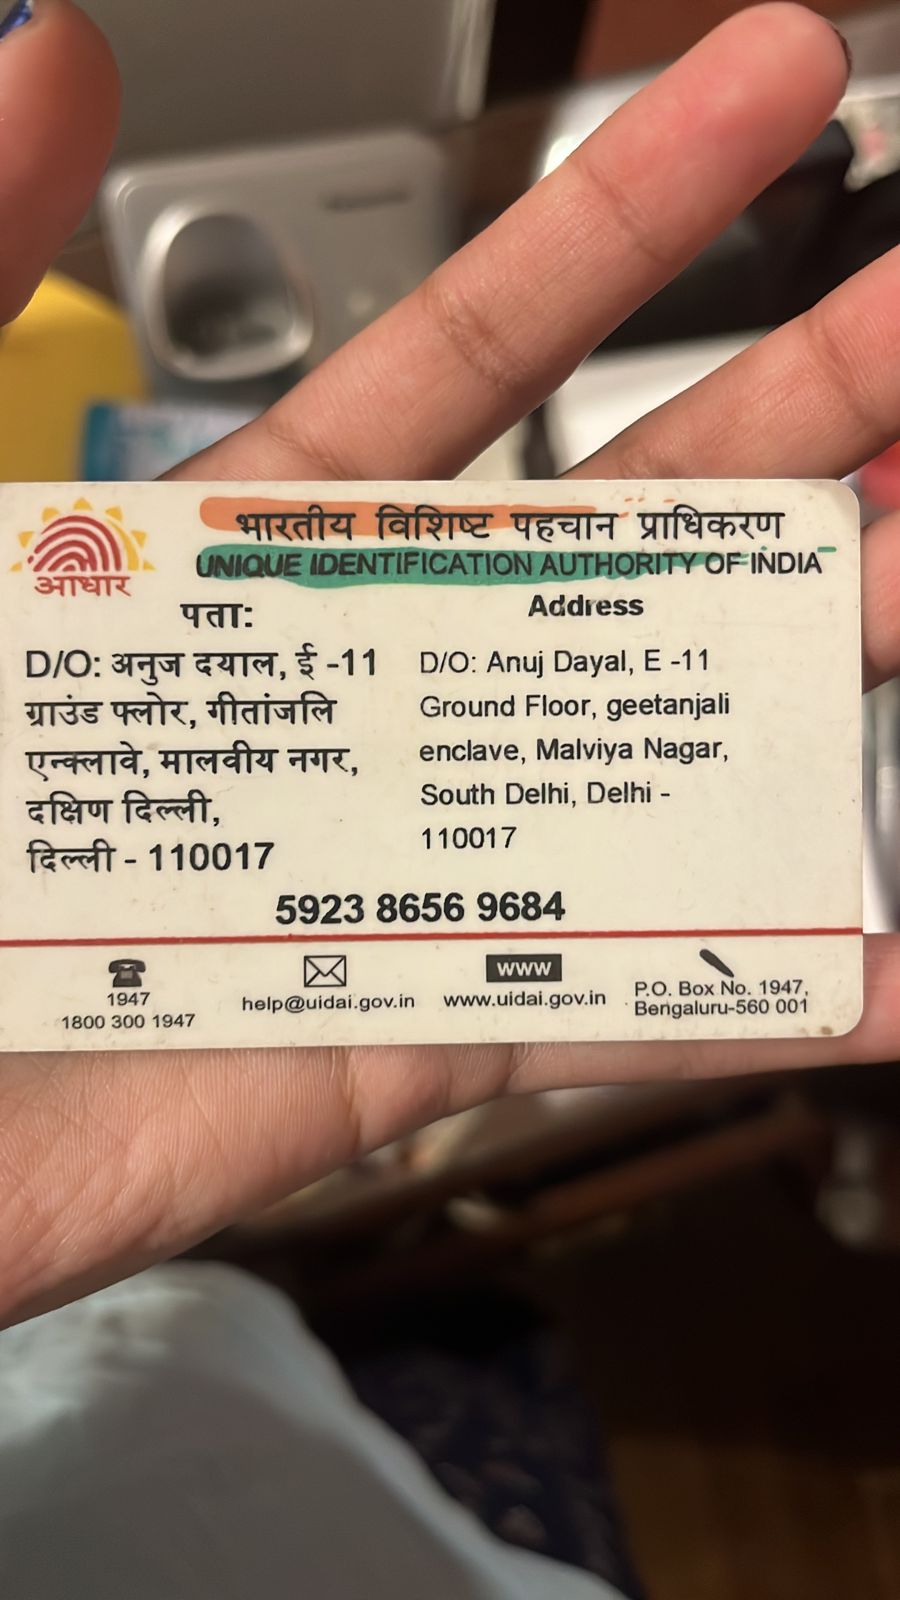 आधार
भारतीय विशिष्ट पहचान प्राधिकरण
UNIQUE IDENTIFICATION AUTHORITY OF INDIA
पता:
D/O: अनुज दयाल, ई -11
ग्राउंड फ्लोर, गीतांजलि
एन्क्लावे, मालवीय नगर,
दक्षिण दिल्ली,
दिल्ली - 110017
Address
D/O: Anuj Dayal, E -11
Ground Floor, geetanjali
enclave, Malviya Nagar,
South Delhi, Delhi -
110017
5923 8656 9684
1947
1800 300 1947
help@uidai.gov.in
www
www.uidai.gov.in
P.O. Box No. 1947,
Bengaluru-560 001